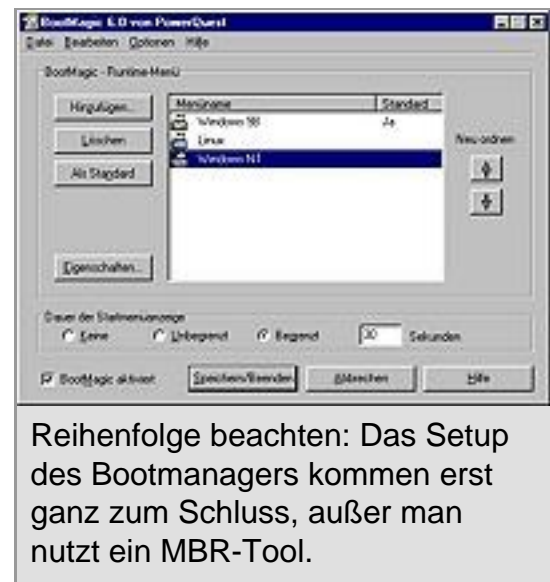 BootMagic 6.0 von PowerQuest
Datei Bearbeiten Optionen Hilfe
BootMagic - Runtime-Menü
Hinzufügen...
Menüname Standard
Windows 98 Ja
Löschen
Linux
Neu ordnen
Windows NT
Als Standard
Eigenschaften...
Dauer der Startmenüanzeige
Keine Unbegrenzt Begrenzt 30 Sekunden
BootMagic aktiviert Speichern/Beenden Abbrechen Hilfe
Reihenfolge beachten: Das Setup
des Bootmanagers kommen erst
ganz zum Schluss, außer man
nutzt ein MBR-Tool.